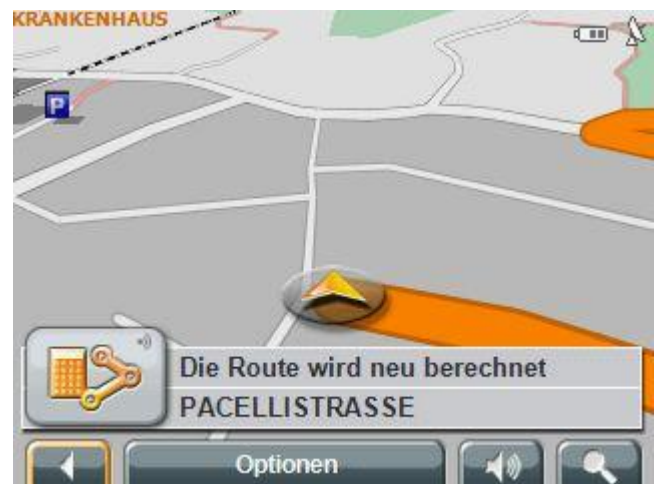 KRANKENHAUS
P
Die Route wird neu berechnet
PACELLISTRASSE
Optionen